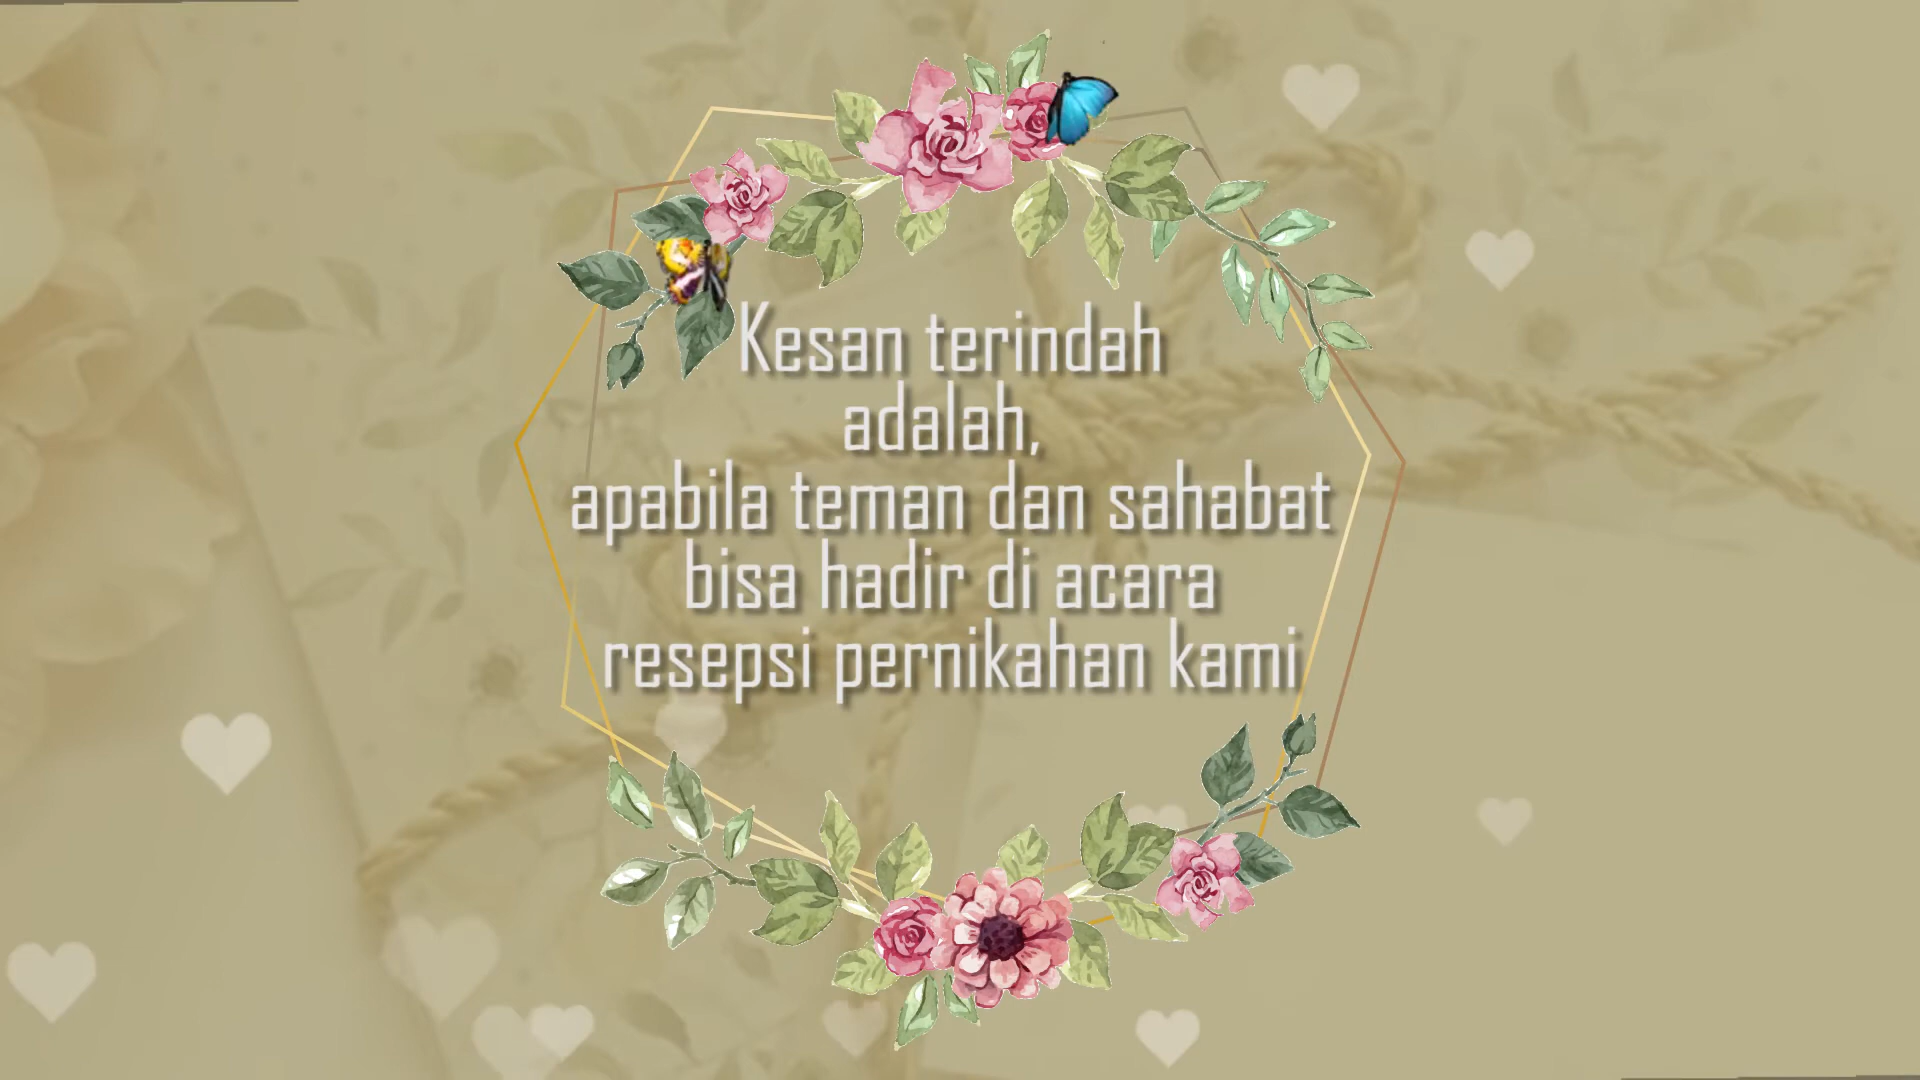 Kesan terindah
adalah,
apabila teman dan sahabat
bisa hadir di acara
resepsi pernikahan kami